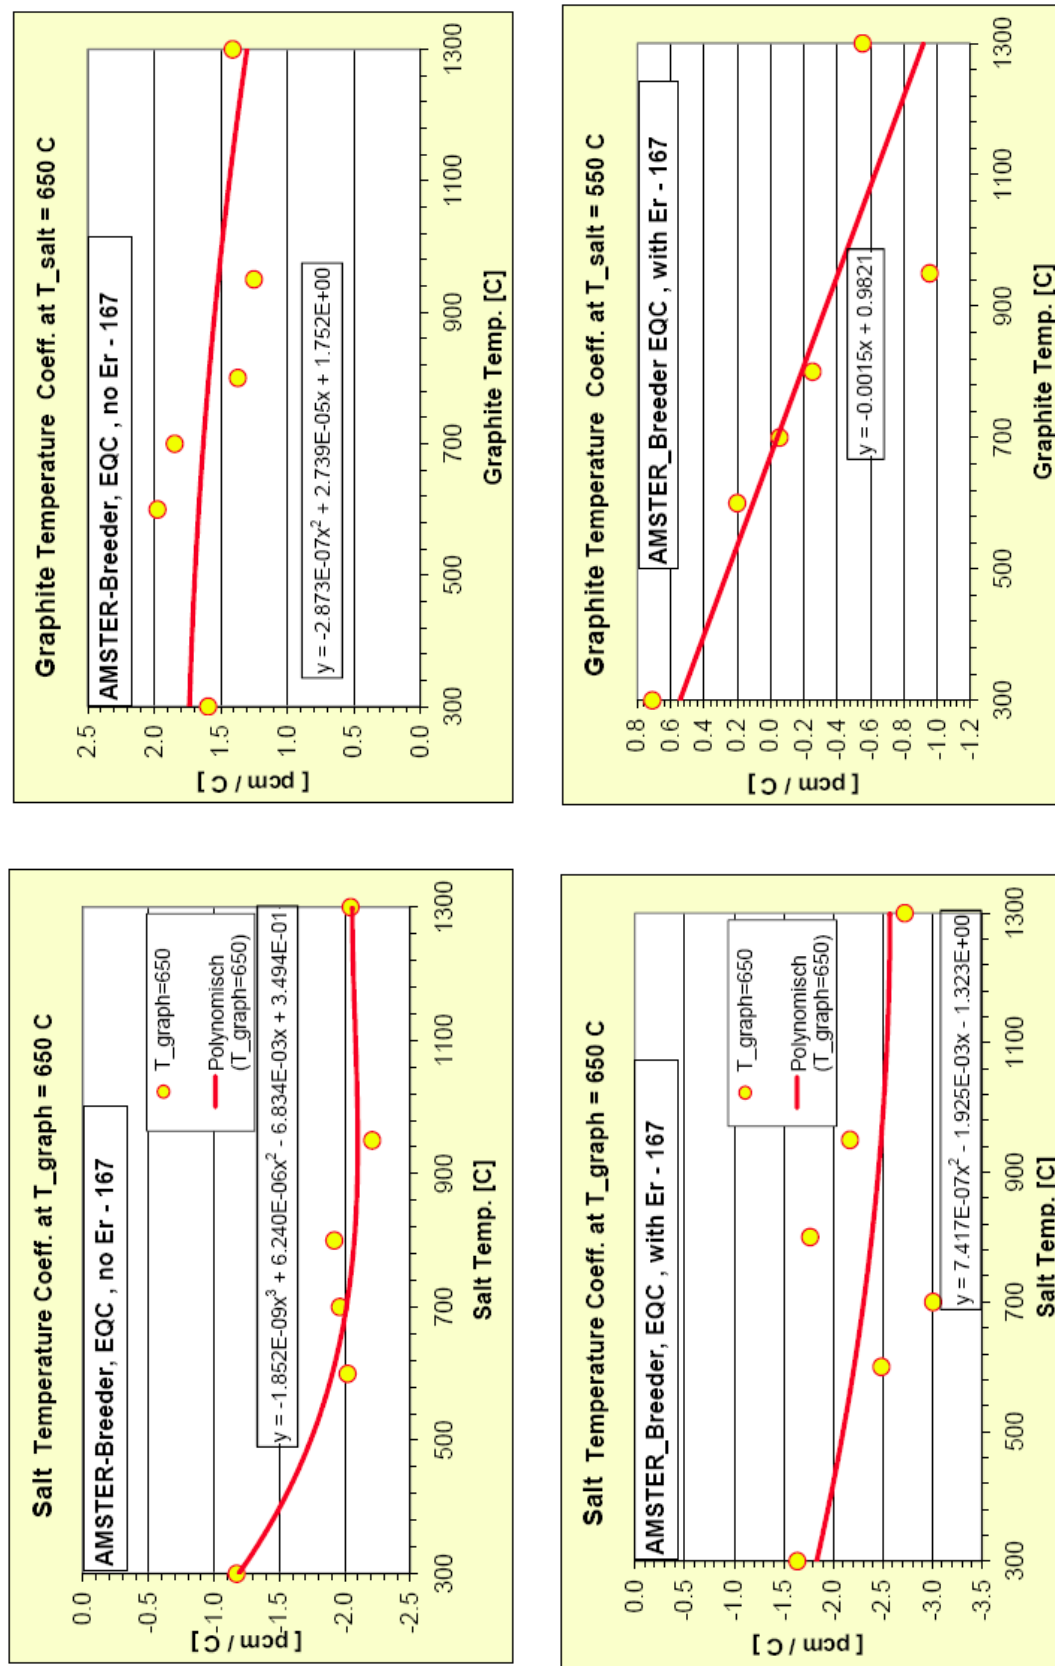 Salt Temperature Coeff. at T_graph = 650 C
AMSTER-Breeder, EQC , no Er - 167
0.0
-0.5
-1.0
-1.5
-2.0
-2.5
[ pcm / C ]
T_graph=650
Polynomisch
(T_graph=650)
y = -1.852E-09x³ + 6.240E-06x² - 6.834E-03x + 3.494E-01
300 500 700 900 1100 1300
Salt Temp. [C]
Graphite Temperature Coeff. at T_salt = 650 C
AMSTER-Breeder, EQC , no Er - 167
2.5
2.0
1.5
1.0
0.5
0.0
[ pcm / C ]
y = -2.873E-07x² + 2.739E-05x + 1.752E+00
300 500 700 900 1100 1300
Graphite Temp. [C]
Salt Temperature Coeff. at T_graph = 650 C
AMSTER_Breeder, EQC , with Er - 167
0.0
-0.5
-1.0
-1.5
-2.0
-2.5
-3.0
-3.5
[ pcm / C ]
T_graph=650
Polynomisch
(T_graph=650)
y = 7.417E-07x² - 1.925E-03x - 1.323E+00
300 500 700 900 1100 1300
Salt Temp. [C]
Graphite Temperature Coeff. at T_salt = 550 C
AMSTER_Breeder EQC , with Er - 167
0.8
0.6
0.4
0.2
0.0
-0.2
-0.4
-0.6
-0.8
-1.0
-1.2
[ pcm / C ]
y = -0.0015x + 0.9821
300 500 700 900 1100 1300
Graphite Temp. [C]